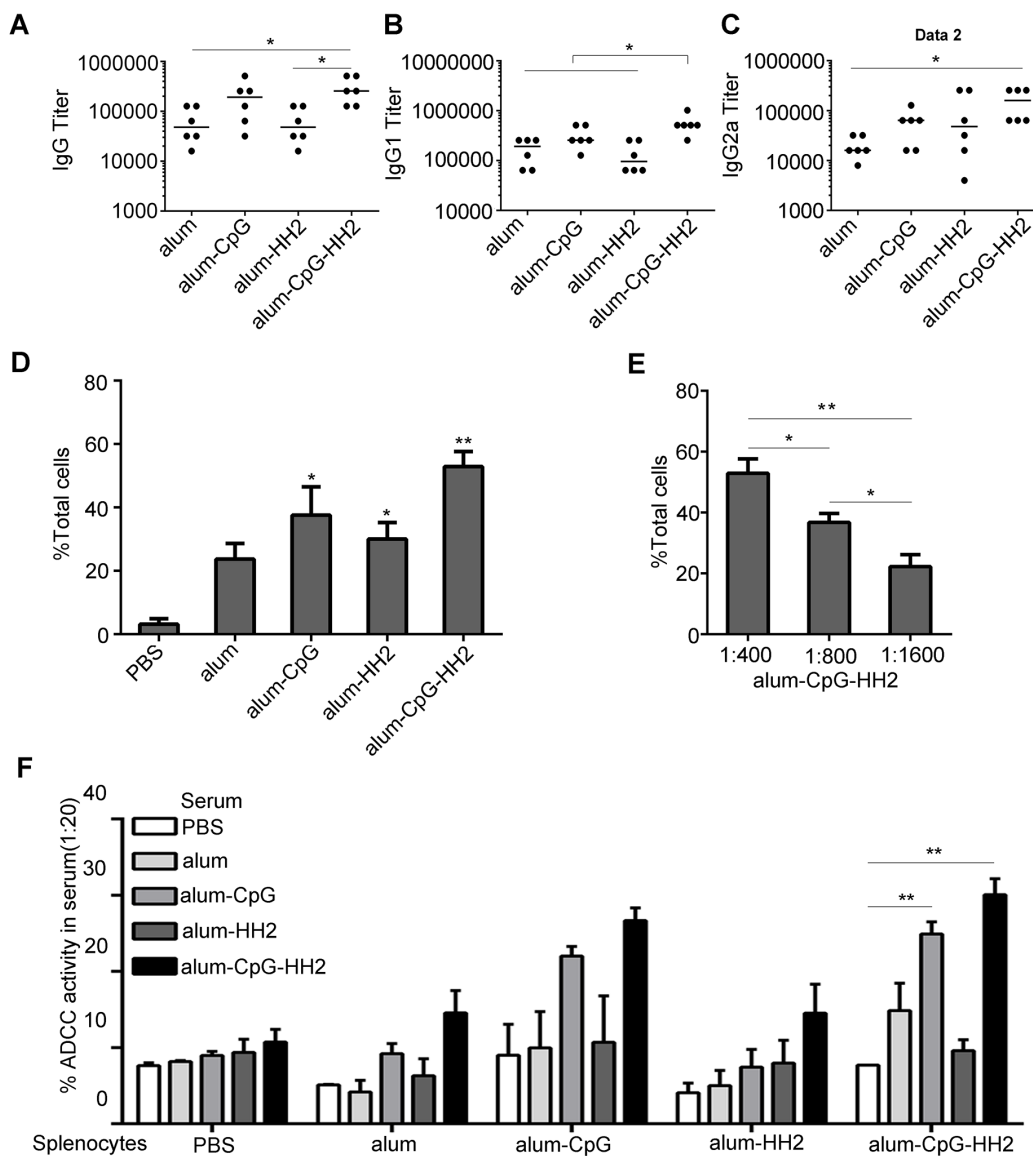 A
IgG Titer
1000000
100000
10000
1000
*
*
alum
alum-CpG
alum-HH2
alum-CpG-HH2
B
IgG1 Titer
10000000
1000000
100000
10000
*
alum
alum-CpG
alum-HH2
alum-CpG-HH2
C
Data 2
IgG2a Titer
1000000
100000
10000
1000
*
alum
alum-CpG
alum-HH2
alum-CpG-HH2
D
%Total cells
80
60
40
20
0
*
*
**
PBS
alum
alum-CpG
alum-HH2
alum-CpG-HH2
E
%Total cells
80
60
40
20
0
**
*
*
1:400 1:800 1:1600
alum-CpG-HH2
F
% ADCC activity in serum(1:20)
40
30
20
10
0
Serum
PBS
alum
alum-CpG
alum-HH2
alum-CpG-HH2
**
**
Splenocytes PBS alum alum-CpG alum-HH2 alum-CpG-HH2